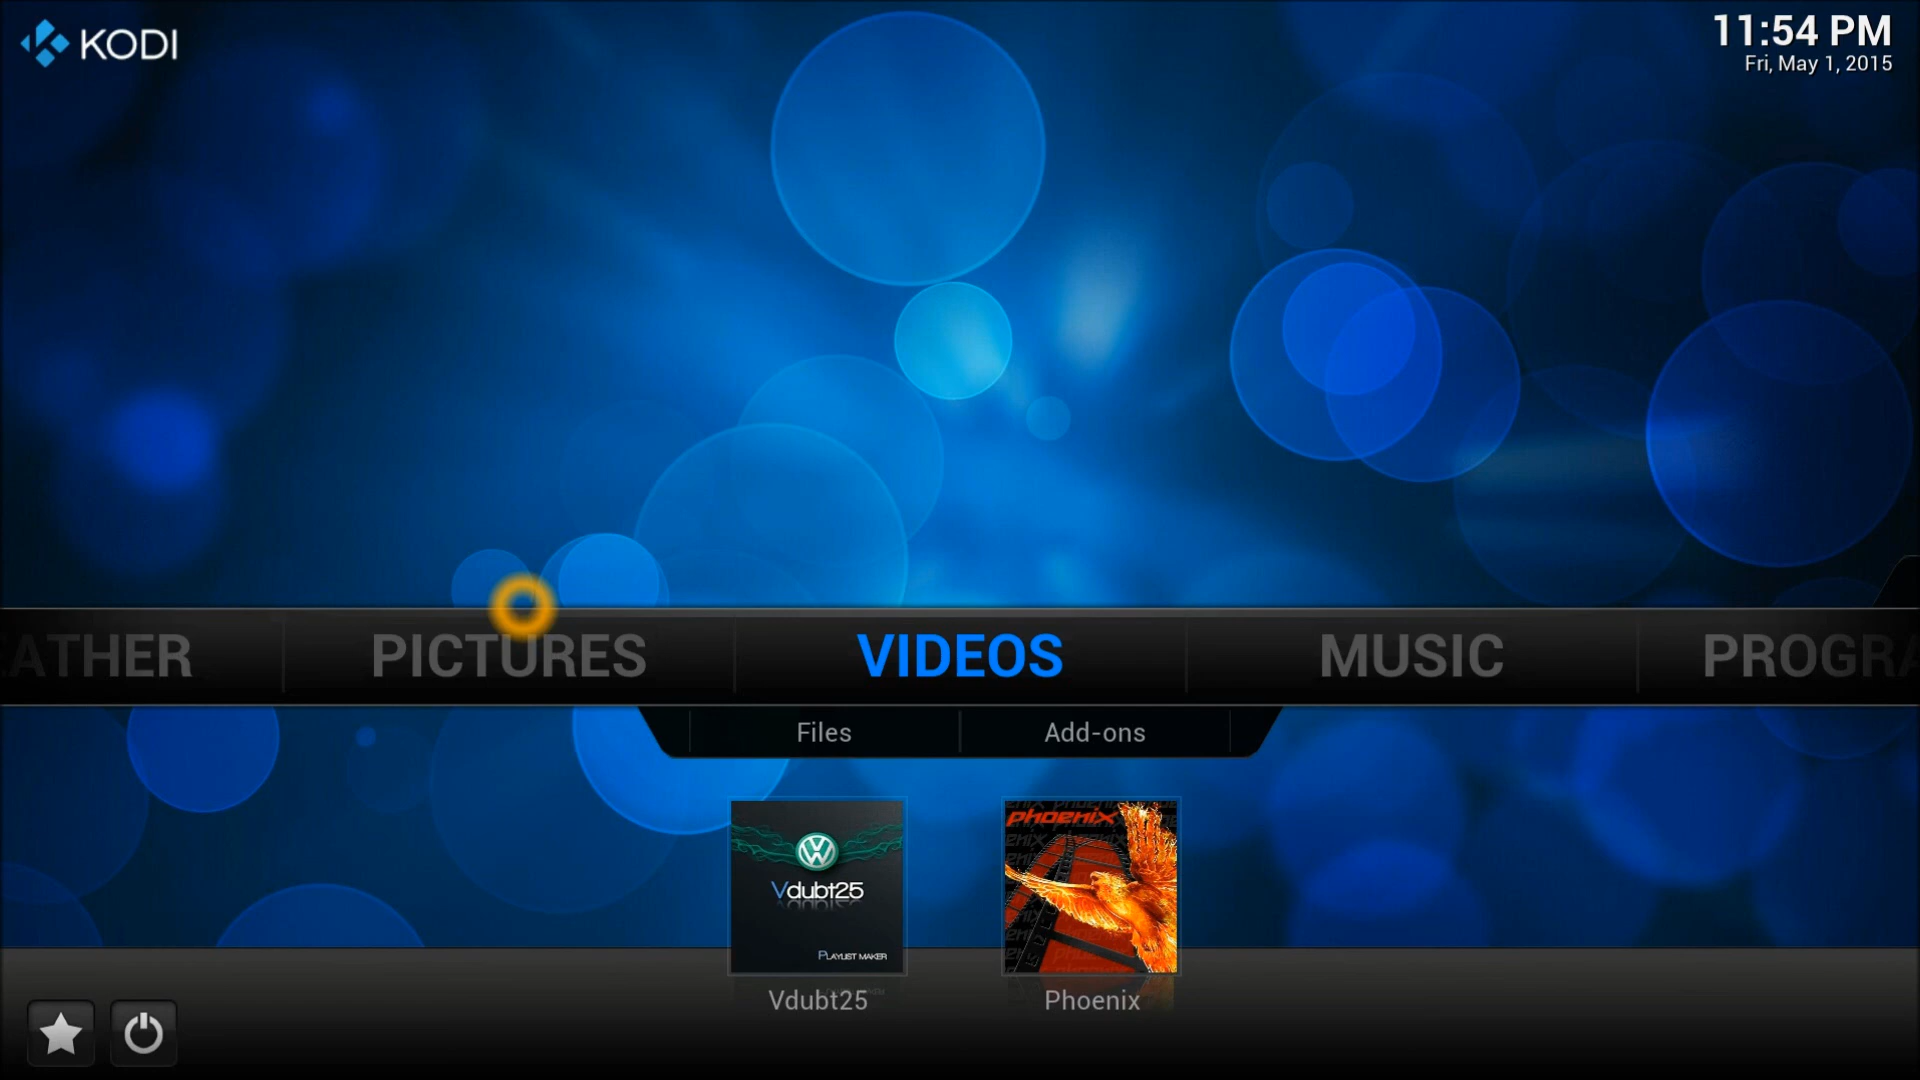 KODI
11:54 PM
Fri, May 1, 2015
ATHER
PICTURES
VIDEOS
MUSIC
PROGRA
Files
Add-ons
Vdubt25
PLAYLIST MAKER
phoenix
Vdubt25
Phoenix